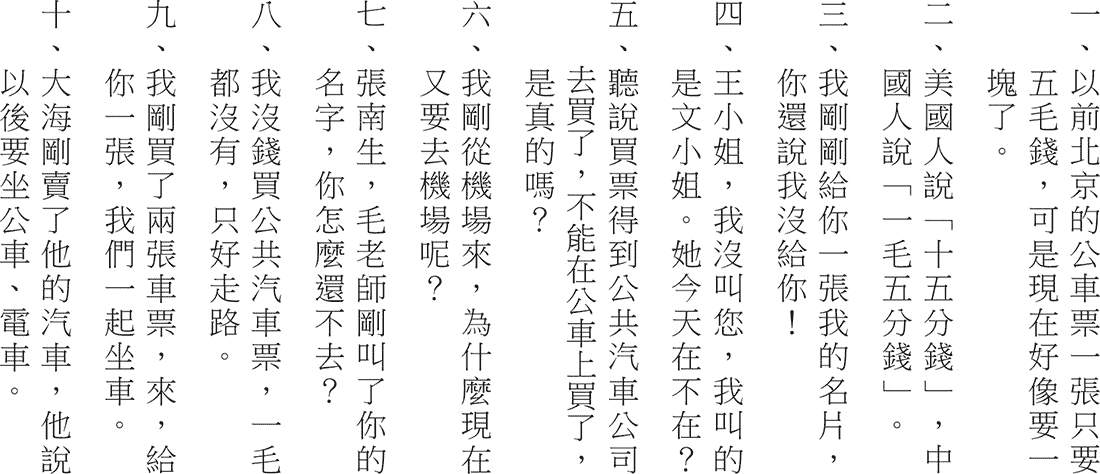 一、以前北京的公車票一張只要
五毛錢，可是現在好像要一
塊了。
二、美國人說「十五分錢」，中
國人說「一毛五分錢」。
三、我剛剛給你一張我的名片，
你還說我沒給你！
四、王小姐，我沒叫您，我叫的
是文小姐。她今天在不在？
五、聽說買票得到公共汽車公司
去買了，不能在公車上買了，
是真的嗎？
六、我剛從機場來，為什麼現在
又要去機場呢？
七、張南生，毛老師剛叫了你的
名字，你怎麼還不去？
八、我沒錢買公共汽車票，一毛
都沒有，只好走路。
九、我剛買了兩張車票，來，給
你一張，我們一起坐車。
十、大海剛賣了他的汽車，他說
以後要坐公車、電車。